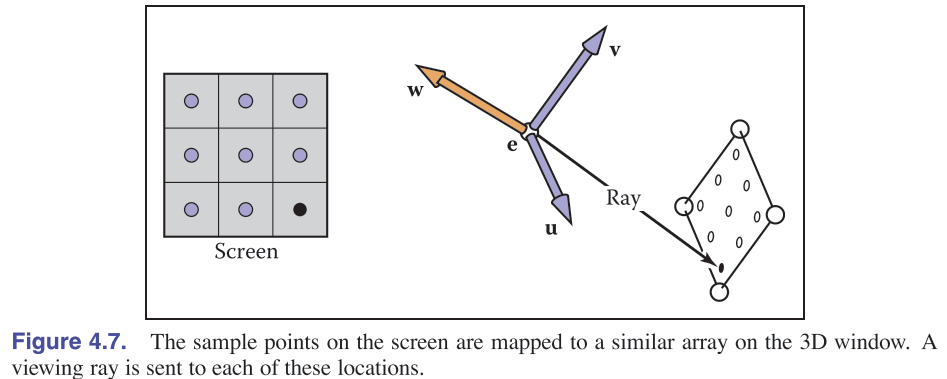 v
w
e
Ray
u
Screen
Figure 4.7. The sample points on the screen are mapped to a similar array on the 3D window. A
viewing ray is sent to each of these locations.